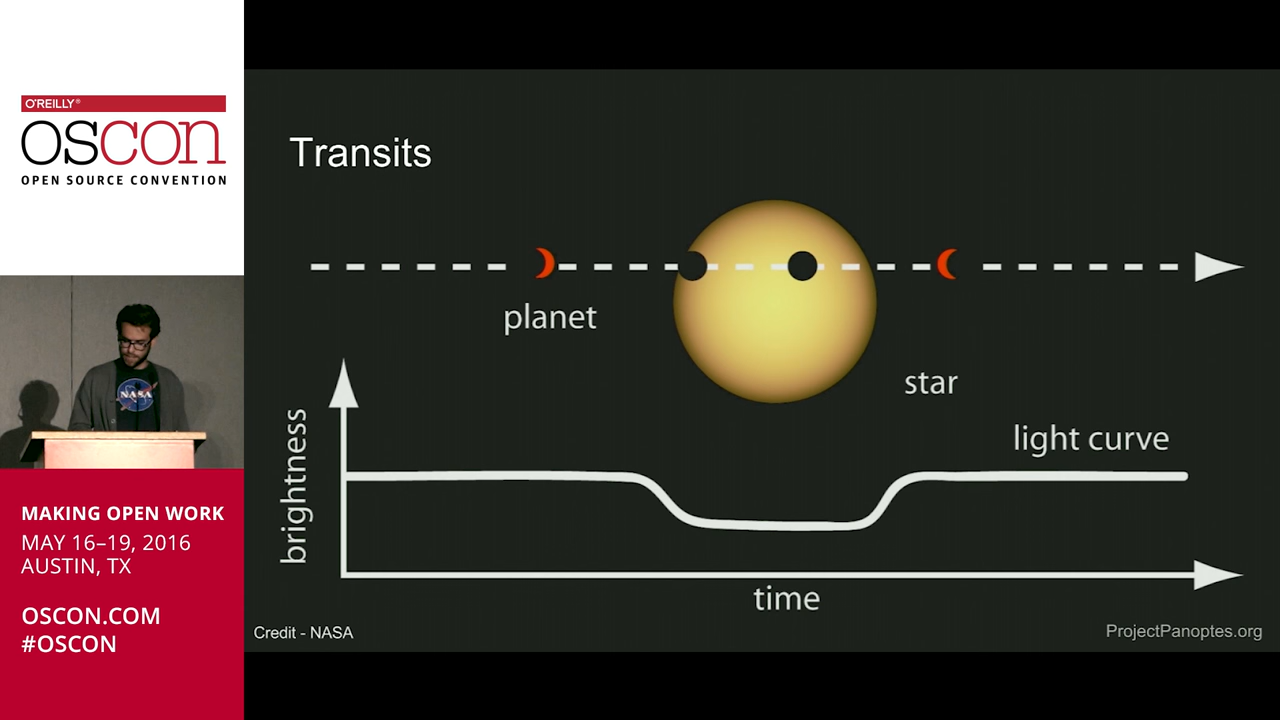 O'REILLY®
OSCON
OPEN SOURCE CONVENTION
NASA
MAKING OPEN WORK
MAY 16–19, 2016
AUSTIN, TX
OSCON.COM
#OSCON
Transits
planet
star
light curve
brightness
time
Credit - NASA
ProjectPanoptes.org